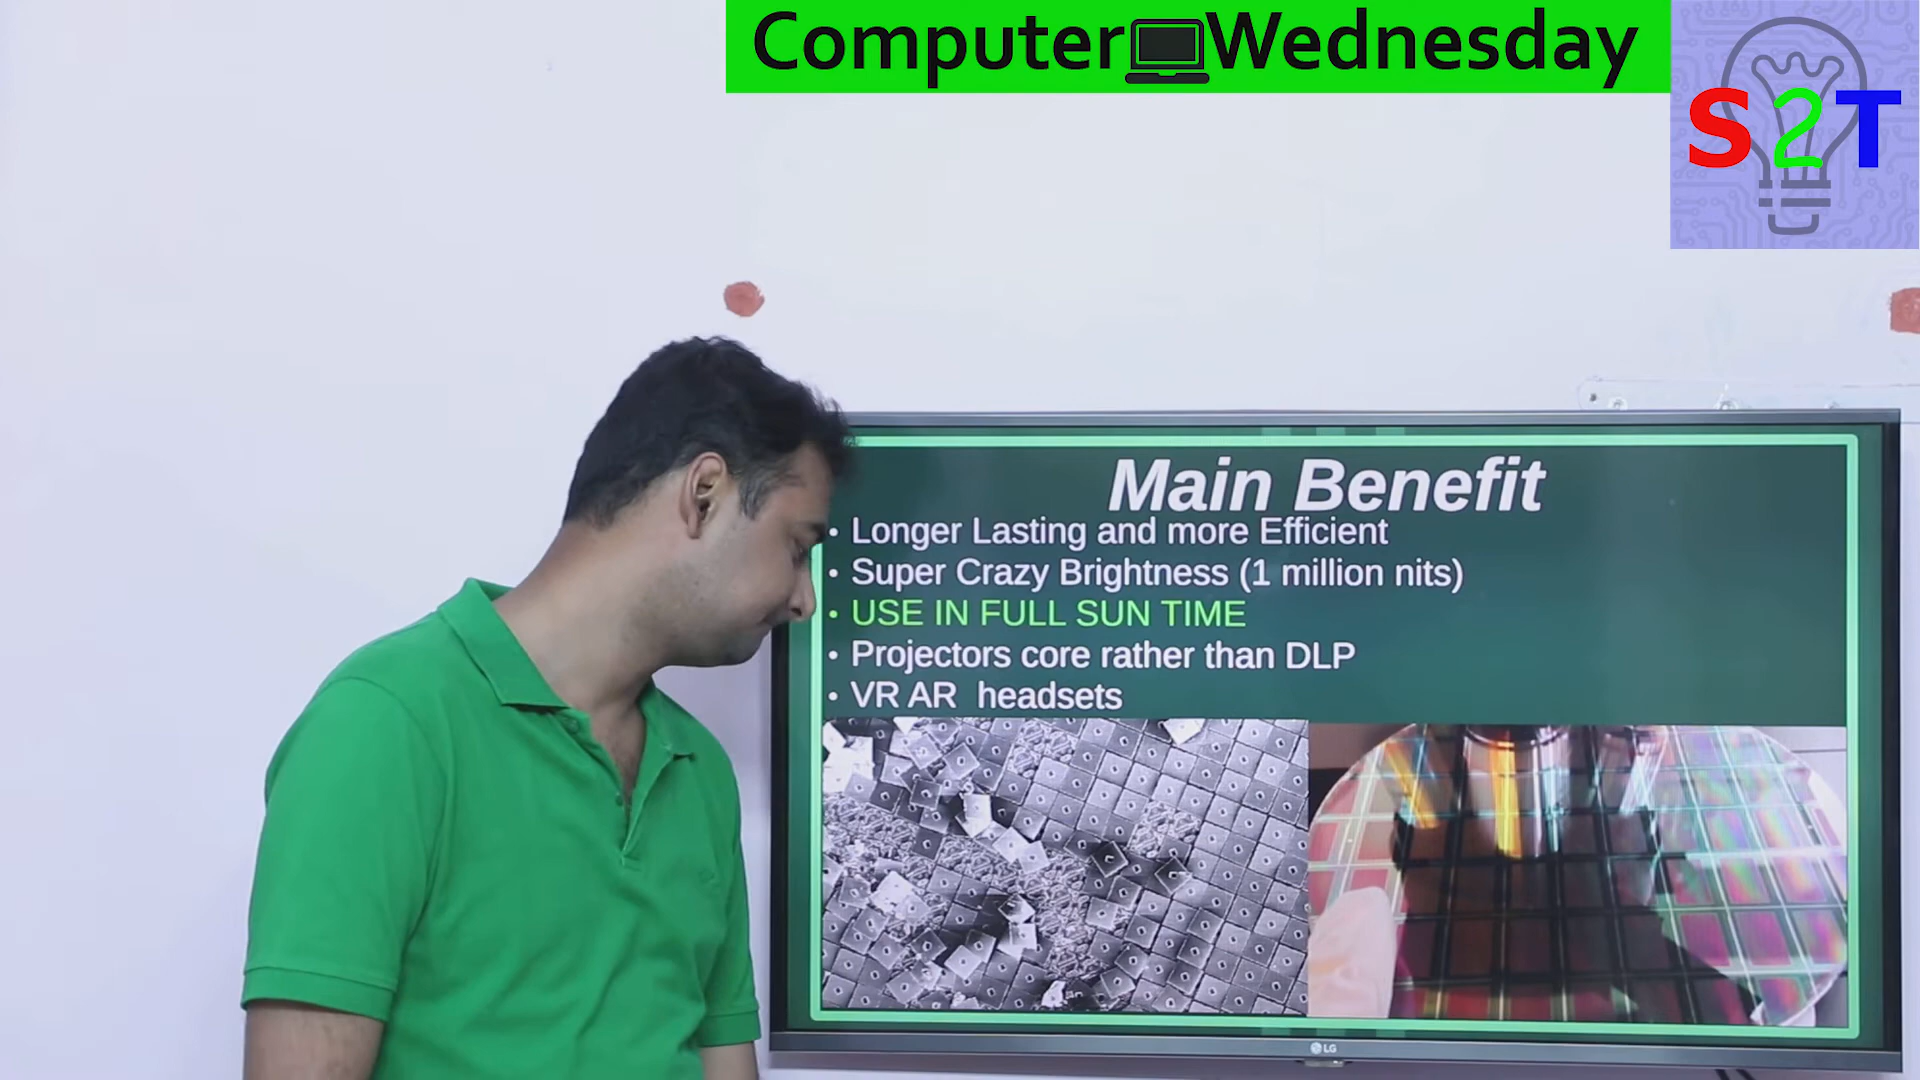 Computer Wednesday
S2T
Main Benefit
• Longer Lasting and more Efficient
• Super Crazy Brightness (1 million nits)
• USE IN FULL SUN TIME
• Projectors core rather than DLP
• VR AR  headsets
LG